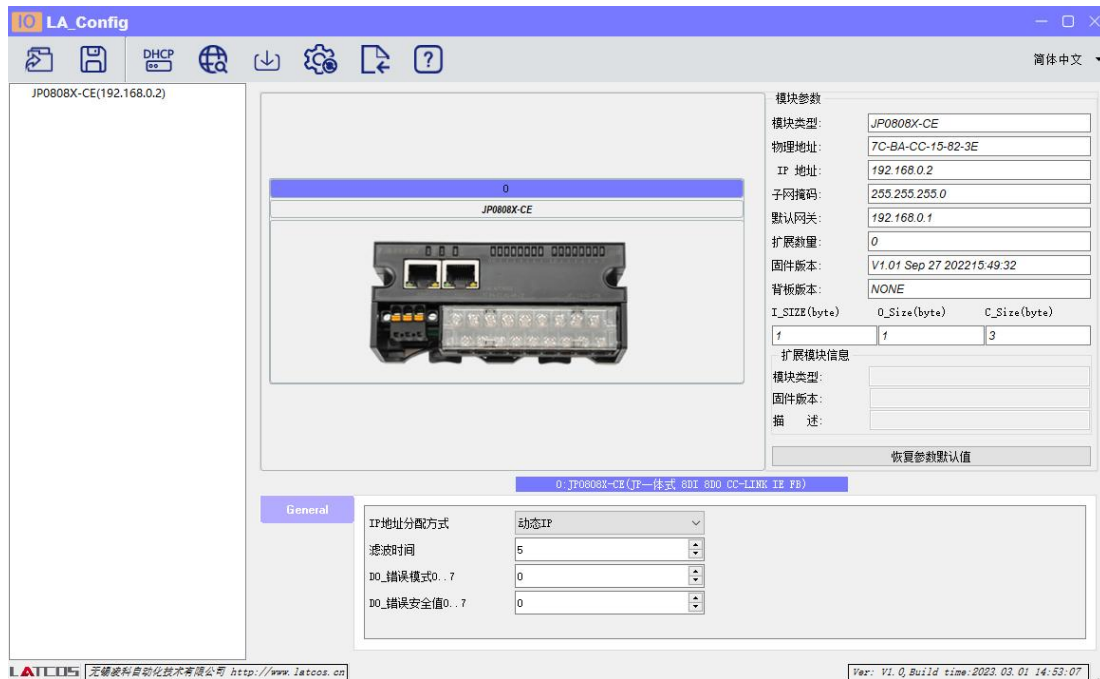 IO LA_Config
DHCP
?
简体中文
JP0808X-CE(192.168.0.2)
0
JP0808X-CE
模块参数
模块类型: JP0808X-CE
物理地址: 7C-BA-CC-15-82-3E
IP 地址: 192.168.0.2
子网掩码: 255.255.255.0
默认网关: 192.168.0.1
扩展数量: 0
固件版本: V1.01 Sep 27 202215:49:32
背板版本: NONE
I_SIZE(byte) O_Size(byte) C_Size(byte)
1 1 3
扩展模块信息
模块类型:
固件版本:
描 述:
恢复参数默认值
0:JP0808X-CE(JP一体式 8DI 8DO CC-LINK IE FB)
General
IP地址分配方式 动态IP
滤波时间 5
DO_错误模式0..7 0
DO_错误安全值0..7 0
LATCOS 无锡凌科自动化技术有限公司 http://www.latcos.cn
Ver: V1.0,Build time:2023.03.01 14:53:07